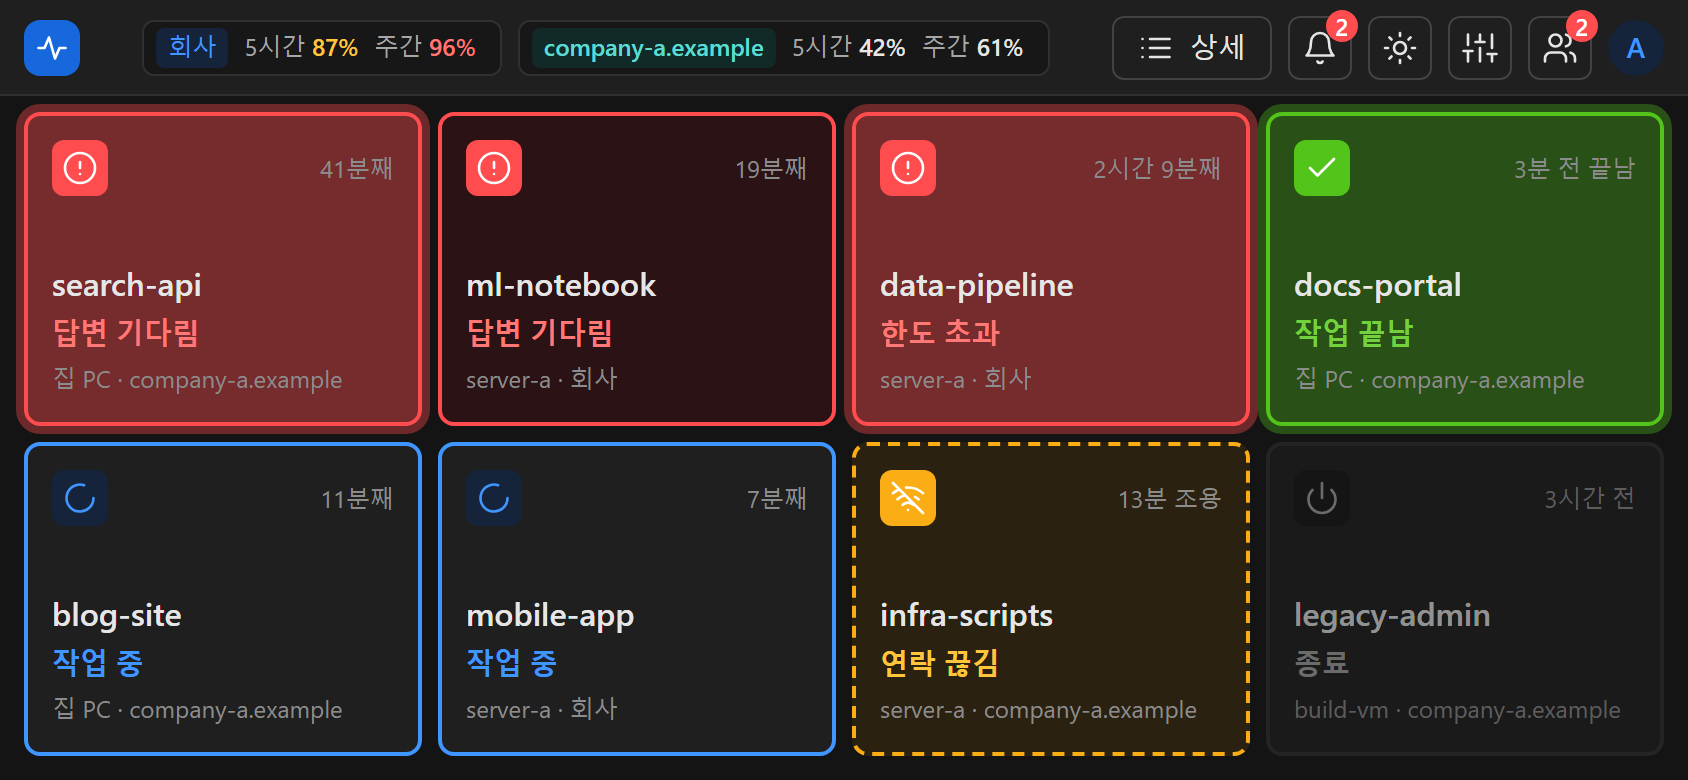 회사 5시간 87% 주간 96% company-a.example 5시간 42% 주간 61% 상세 2 2 A
41분째
search-api
답변 기다림
집 PC · company-a.example
19분째
ml-notebook
답변 기다림
server-a · 회사
2시간 9분째
data-pipeline
한도 초과
server-a · 회사
3분 전 끝남
docs-portal
작업 끝남
집 PC · company-a.example
11분째
blog-site
작업 중
집 PC · company-a.example
7분째
mobile-app
작업 중
server-a · 회사
13분 조용
infra-scripts
연락 끊김
server-a · company-a.example
3시간 전
legacy-admin
종료
build-vm · company-a.example